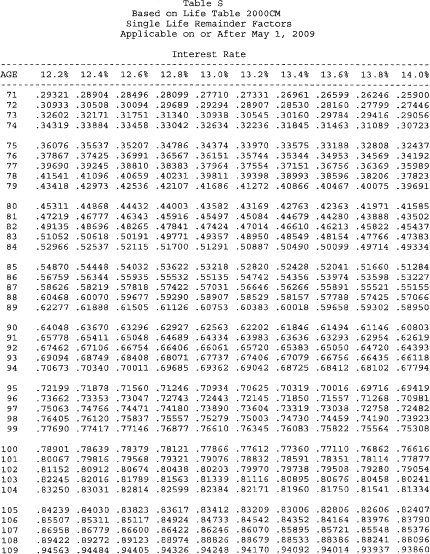 Table S
Based on Life Table 2000CM
Single Life Remainder Factors
Applicable on or After May 1, 2009
Interest Rate
AGE 12.2% 12.4% 12.6% 12.8% 13.0% 13.2% 13.4% 13.6% 13.8% 14.0%
71 .29321 .28904 .28496 .28099 .27710 .27331 .26961 .26599 .26246 .25900
72 .30933 .30508 .30094 .29689 .29294 .28907 .28530 .28160 .27799 .27446
73 .32602 .32171 .31751 .31340 .30938 .30545 .30160 .29784 .29416 .29056
74 .34319 .33884 .33458 .33042 .32634 .32236 .31845 .31463 .31089 .30723
75 .36076 .35637 .35207 .34786 .34374 .33970 .33575 .33188 .32808 .32437
76 .37867 .37425 .36991 .36567 .36151 .35744 .35344 .34953 .34569 .34192
77 .39690 .39245 .38810 .38383 .37964 .37554 .37151 .36756 .36369 .35989
78 .41541 .41096 .40659 .40231 .39811 .39398 .38993 .38596 .38206 .37823
79 .43418 .42973 .42536 .42107 .41686 .41272 .40866 .40467 .40075 .39691
80 .45311 .44868 .44432 .44003 .43582 .43169 .42763 .42363 .41971 .41585
81 .47219 .46777 .46343 .45916 .45497 .45084 .44679 .44280 .43888 .43502
82 .49135 .48696 .48265 .47841 .47424 .47014 .46610 .46213 .45822 .45437
83 .51052 .50618 .50191 .49771 .49357 .48950 .48549 .48154 .47766 .47383
84 .52966 .52537 .52115 .51700 .51291 .50887 .50490 .50099 .49714 .49334
85 .54870 .54448 .54032 .53622 .53218 .52820 .52428 .52041 .51660 .51284
86 .56759 .56344 .55935 .55532 .55135 .54742 .54356 .53974 .53598
87 .58626 .58219 .57818 .57422 .57031 .56646 .56266 .55891 .55521 .55155
88 .60468 .60070 .59677 .59290 .58907 .58529 .58157 .57788 .57425 .57066
89 .62277 .61888 .61505 .61126 .60753 .60383 .60018 .59658 .59302 .58950
90 .64048 .63670 .63296 .62927 .62563 .62202 .61846 .61494 .61146 .60803
91 .65778 .65411 .65048 .64689 .64334 .63983 .63636 .63293 .62954 .62619
92 .67462 .67106 .66754 .66406 .66061 .65720 .65383 .65050 .64720 .64393
93 .69094 .68749 .68408 .68071 .67737 .67406 .67079 .66756 .66435 .66118
94 .70673 .70340 .70011 .69685 .69362 .69042 .68725 .68412 .68102 .67794
95 .72199 .71878 .71560 .71246 .70934 .70625 .70319 .70016 .69716 .69419
96 .73662 .73353 .73047 .72743 .72443 .72145 .71850 .71557 .71268 .70981
97 .75063 .74766 .74471 .74180 .73890 .73604 .73319 .73038 .72758 .72482
98 .76405 .76120 .75837 .75557 .75279 .75003 .74730 .74459 .74190 .73923
99 .77690 .77417 .77146 .76877 .76610 .76345 .76083 .75822 .75564 .75308
100 .78901 .78639 .78379 .78121 .77866 .77612 .77360 .77110 .76862 .76616
101 .80067 .79816 .79568 .79321 .79076 .78832 .78591 .78351 .78114 .77877
102 .81152 .80912 .80674 .80438 .80203 .79970 .79738 .79508 .79280 .79054
103 .82245 .82016 .81789 .81563 .81339 .81116 .80895 .80676 .80458 .80241
104 .83250 .83031 .82814 .82599 .82384 .82171 .81960 .81750 .81541 .81334
105 .84239 .84030 .83823 .83617 .83412 .83209 .83006 .82806 .82606 .82407
106 .85507 .85311 .85117 .84924 .84733 .84542 .84352 .84164 .83976 .83790
107 .86958 .86779 .86600 .86422 .86246 .86070 .85895 .85721 .85548 .85376
108 .89422 .89272 .89123 .88974 .88826 .88679 .88533 .88386 .88241 .88096
109 .94563 .94484 .94405 .94326 .94248 .94170 .94092 .94014 .93937 .93860